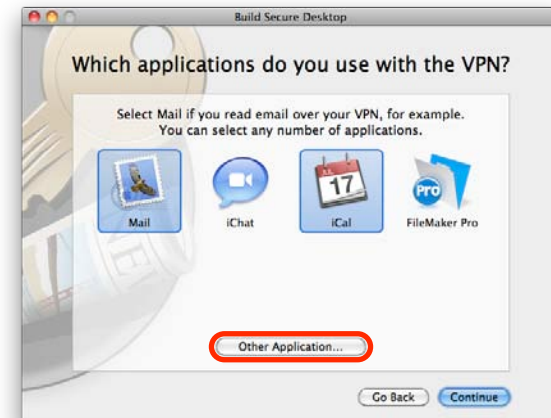 Build Secure Desktop
Which applications do you use with the VPN?
Select Mail if you read email over your VPN, for example.
You can select any number of applications.
17
Pro
Mail
iChat
iCal
FileMaker Pro
Other Application...
Go Back
Continue